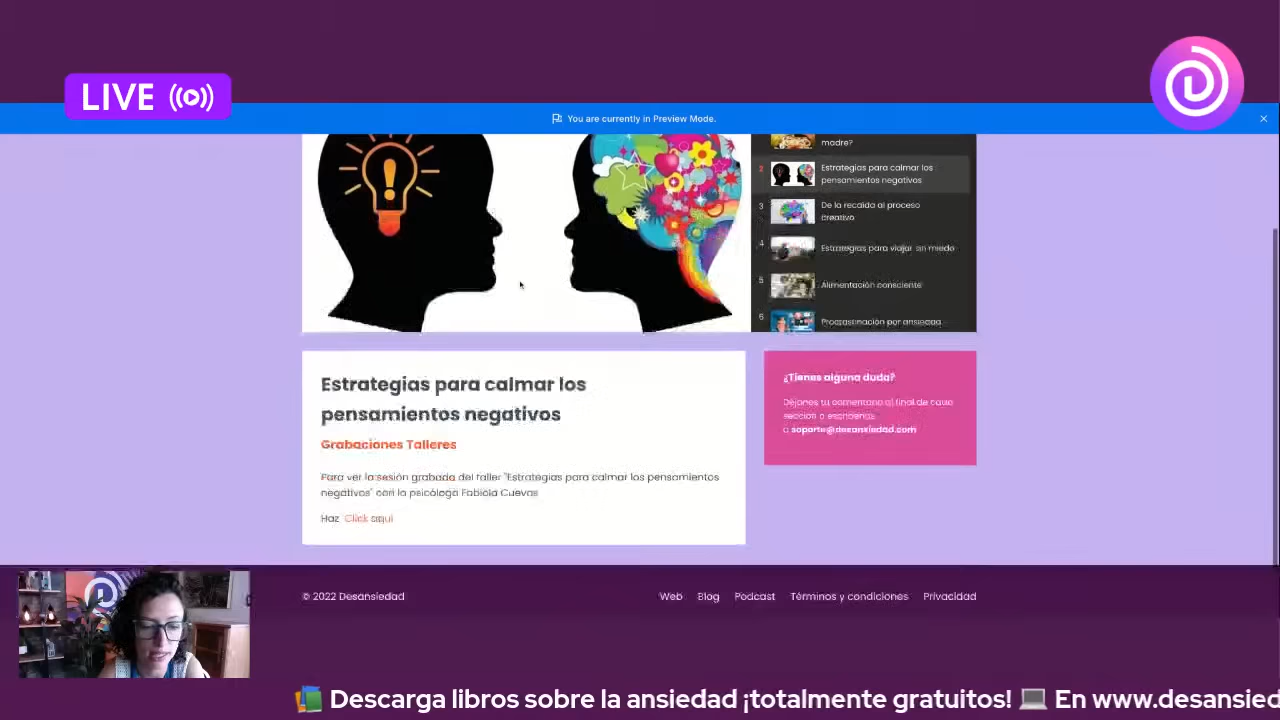 LIVE
You are currently in Preview Mode.
madre?
2
Estrategias para calmar los
pensamientos negativos
3
De la recaída al proceso
creativo
4
Estrategias para viajar sin miedo
5
Alimentación consciente
6
Programación por ansiedad
Estrategias para calmar los
pensamientos negativos
Grabaciones Talleres
Para ver la sesión grabada del taller "Estrategias para calmar los pensamientos
negativos" con la psicóloga Fabiola Cuevas
Haz Click aquí
¿Tienes alguna duda?
Déjanos tu comentario al final de cada
sección o escríbenos
a soporte@desansiedad.com
© 2022 Desansiedad
Web Blog Podcast Términos y condiciones Privacidad
Descarga libros sobre la ansiedad ¡totalmente gratuitos! En www.desansied